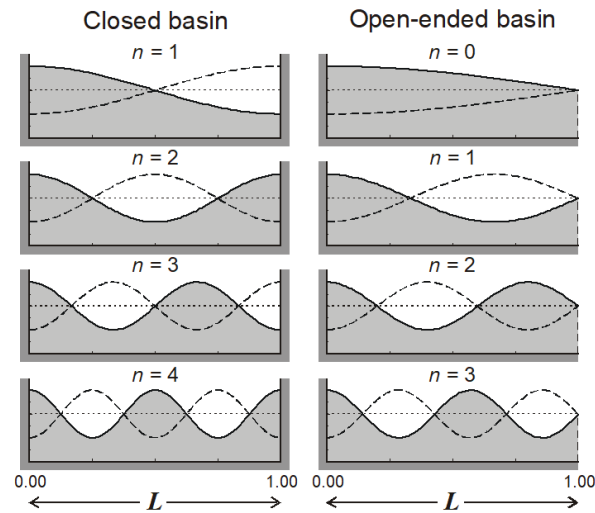 Closed basin
Open-ended basin
n = 1
n = 0
n = 2
n = 1
n = 3
n = 2
n = 4
n = 3
0.00 1.00 0.00 1.00
L L